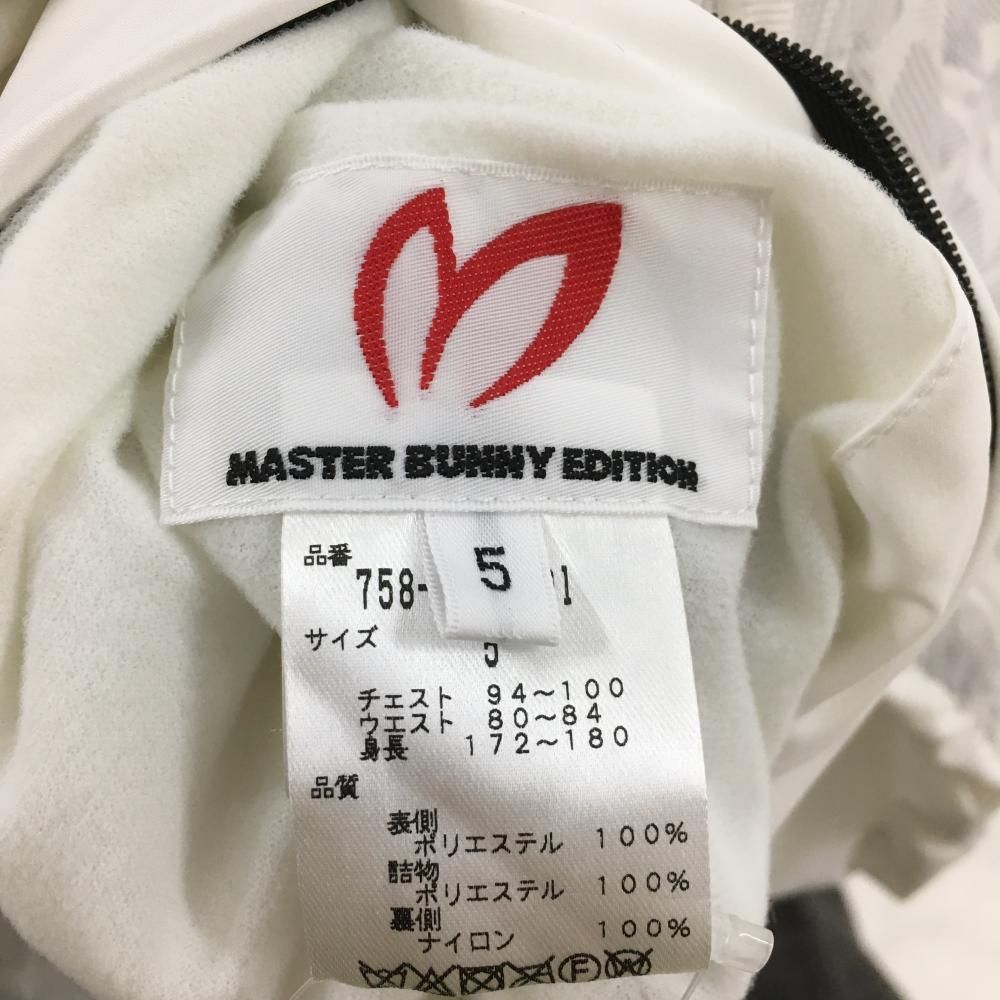 MASTER BUNNY EDITION
5
品番
758-
サイズ
5
チェスト 94～100
ウエスト 80～84
身長 172～180
品質
表側
ポリエステル 100%
詰物
ポリエステル 100%
裏側
ナイロン 100%